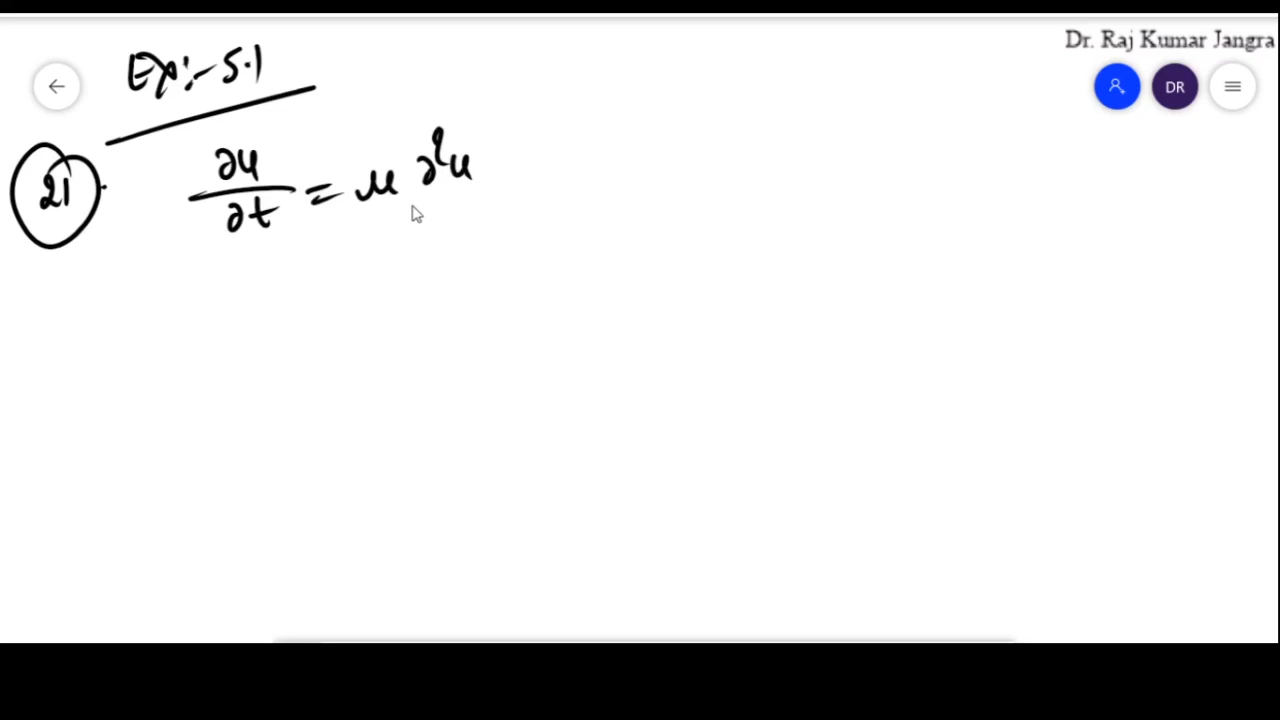 Dr. Raj Kumar Jangra
Ex:- 5.1
DR
21. ∂u/∂t = μ ∂²u